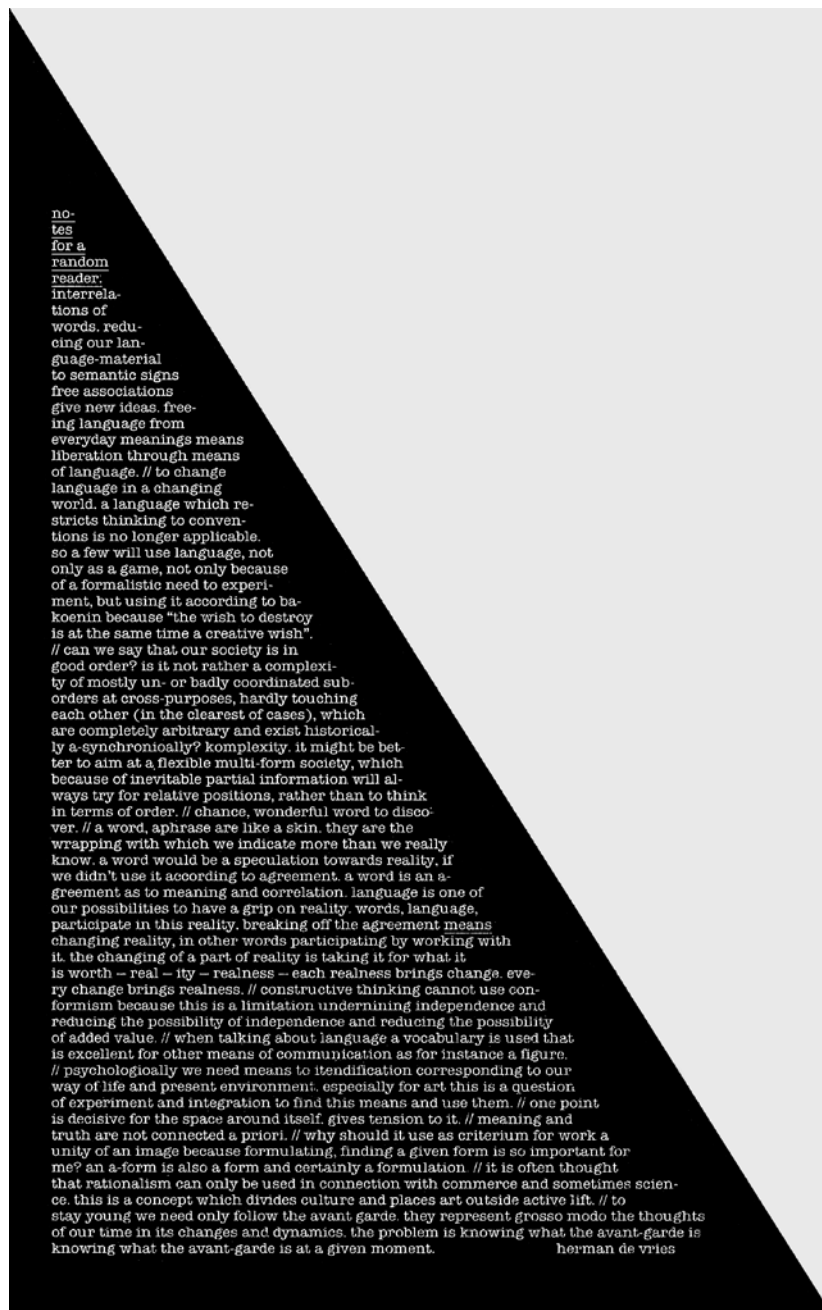 no-
tes
for a
random
reader:
interrela-
tions of
words. redu-
cing our lan-
guage-material
to semantic signs
free associations
give new ideas. free-
ing language from
everyday meanings means
liberation through means
of language. // to change
language in a changing
world. a language which re-
stricts thinking to conven-
tions is no longer applicable.
so a few will use language, not
only as a game, not only because
of a formalistic need to experi-
ment, but using it according to ba-
koenin because “the wish to destroy
is at the same time a creative wish”.
// can we say that our society is in
good order? is it not rather a complexi-
ty of mostly un- or badly coordinated sub-
orders at cross-purposes, hardly touching
each other (in the clearest of cases), which
are completely arbitrary and exist historical-
ly a-synchronioally? komplexity. it might be bet-
ter to aim at a flexible multi-form society, which
because of inevitable partial information will al-
ways try for relative positions, rather than to think
in terms of order. // chance, wonderful word to disco-
ver. // a word, aphrase are like a skin. they are the
wrapping with which we indicate more than we really
know. a word would be a speculation towards reality, if
we didn't use it according to agreement. a word is an a-
greement as to meaning and correlation. language is one of
our possibilities to have a grip on reality. words, language,
participate in this reality. breaking off the agreement means
changing reality, in other words participating by working with
it. the changing of a part of reality is taking it for what it
is worth – real – ity – realness – each realness brings change. eve-
ry change brings realness. // constructive thinking cannot use con-
formism because this is a limitation undernining independence and
reducing the possibility of independence and reducing the possibility
of added value. // when talking about language a vocabulary is used that
is excellent for other means of communication as for instance a figure.
// psychologioally we need means to itendification corresponding to our
way of life and present environment. especially for art this is a question
of experiment and integration to find this means and use them. // one point
is decisive for the space around itself. gives tension to it. // meaning and
truth are not connected a priori. // why should it use as criterium for work a
unity of an image because formulating, finding a given form is so important for
me? an a-form is also a form and certainly a formulation. // it is often thought
that rationalism can only be used in connection with commerce and sometimes scien-
ce. this is a concept which divides culture and places art outside active lift. // to
stay young we need only follow the avant garde. they represent grosso modo the thoughts
of our time in its changes and dynamics. the problem is knowing what the avant-garde is
knowing what the avant-garde is at a given moment. herman de vries